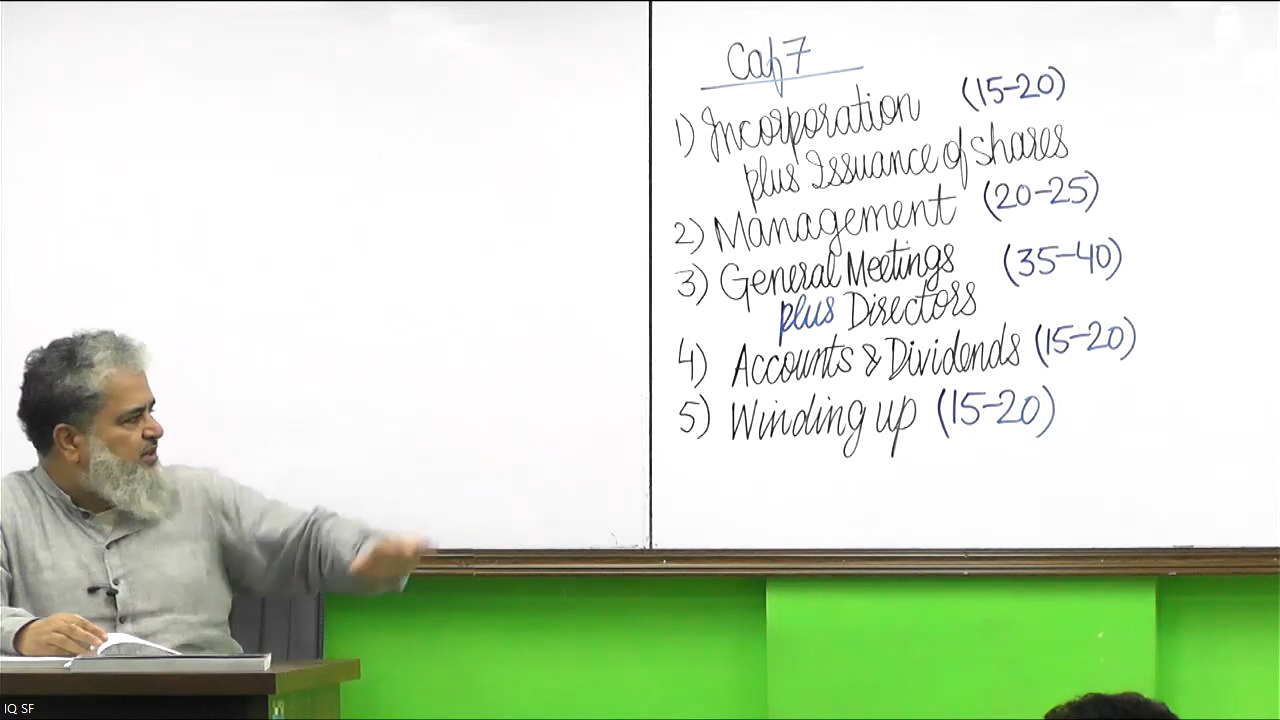 Caf 7
1) Incorporation (15-20)
plus Issuance of shares
2) Management (20-25)
3) General Meetings (35-40)
plus Directors
4) Accounts & Dividends (15-20)
5) Winding up (15-20)
IQ SF